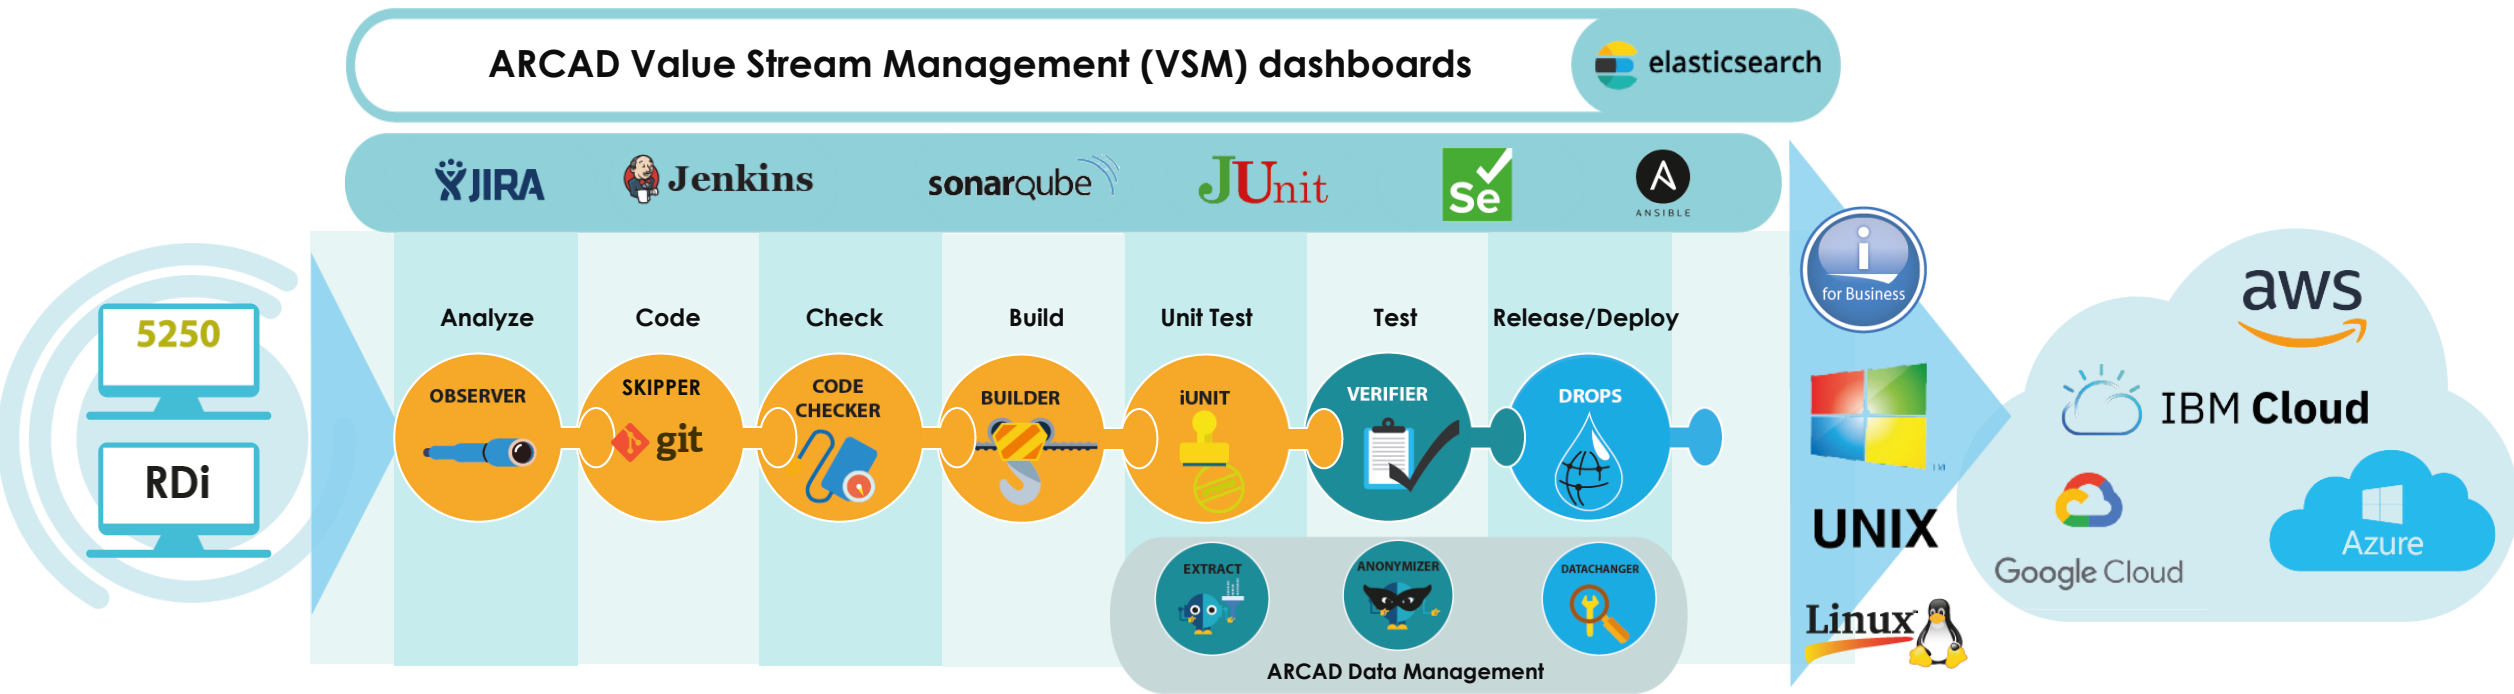 ARCAD Value Stream Management (VSM) dashboards
elasticsearch
JIRA
Jenkins
sonarqube
JUnit
Se
A
ANSIBLE
5250
RDi
Analyze
Code
Check
Build
Unit Test
Test
Release/Deploy
OBSERVER
SKIPPER
git
CODE
CHECKER
BUILDER
iUNIT
VERIFIER
DROPS
EXTRACT
ANONYMIZER
DATACHANGER
ARCAD Data Management
i
for Business
TM
UNIX
Linux
aws
IBM Cloud
Google Cloud
Azure